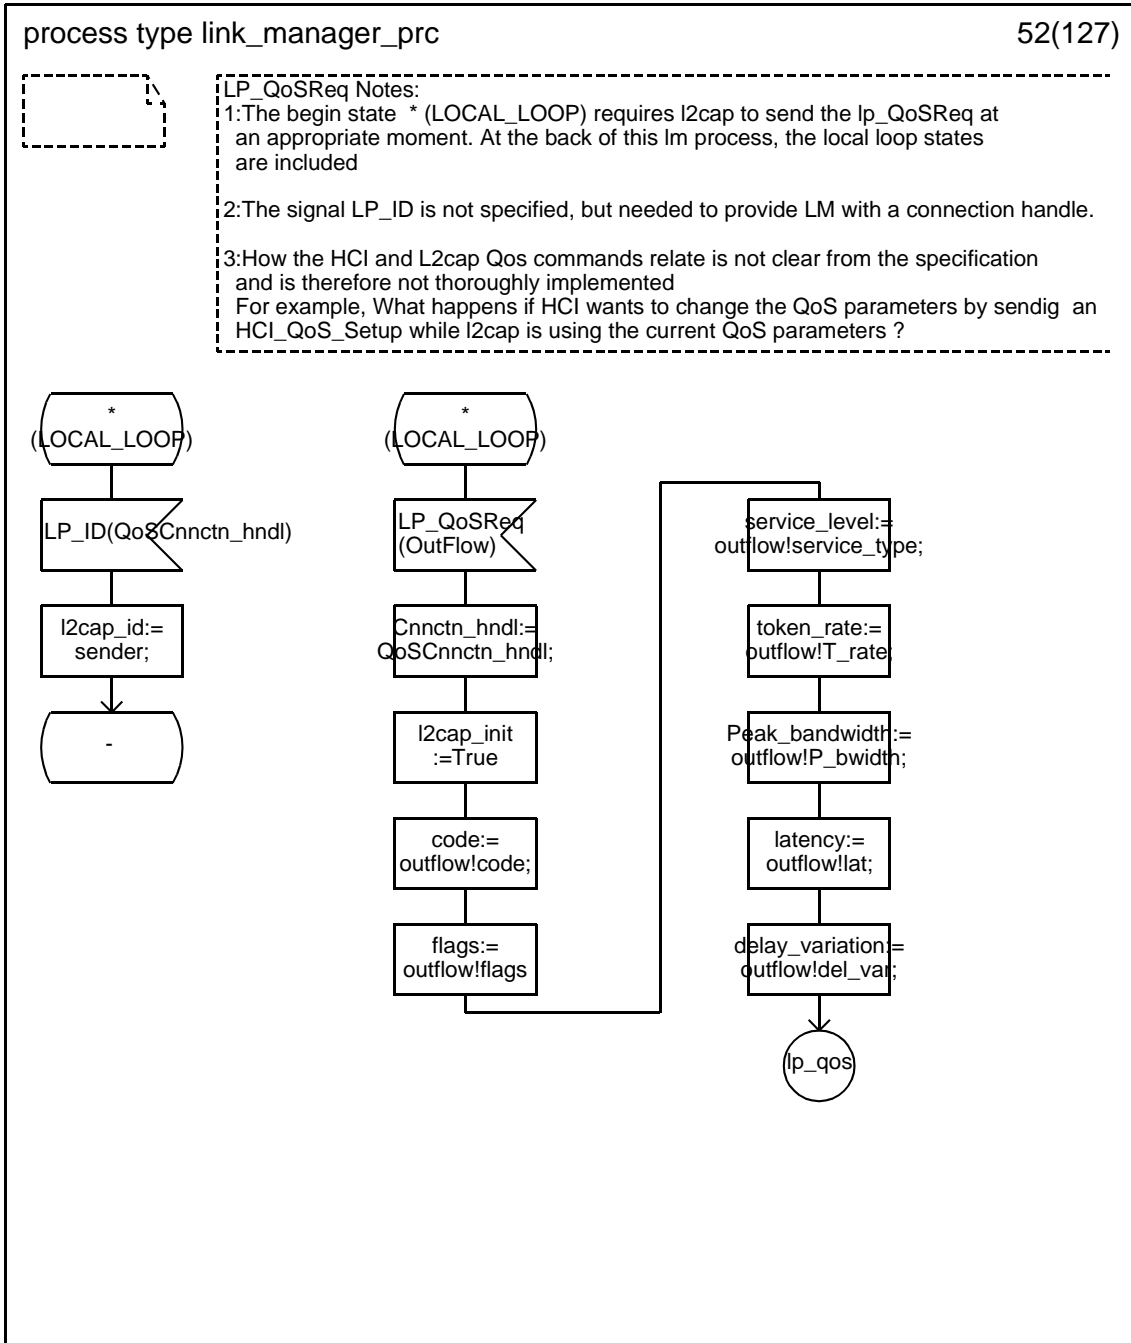 process type link_manager_prc
52(127)
LP_QoSReq Notes:
1:The begin state * (LOCAL_LOOP) requires l2cap to send the lp_QoSReq at
an appropriate moment. At the back of this lm process, the local loop states
are included
2:The signal LP_ID is not specified, but needed to provide LM with a connection handle.
3:How the HCI and L2cap Qos commands relate is not clear from the specification
and is therefore not thoroughly implemented
For example, What happens if HCI wants to change the QoS parameters by sendig an
HCI_QoS_Setup while l2cap is using the current QoS parameters ?
*
(LOCAL_LOOP)
LP_ID(QoSCnnctn_hndl)
l2cap_id:=
sender;
-
*
(LOCAL_LOOP)
LP_QoSReq
(OutFlow)
Cnnctn_hndl:=
QoSCnnctn_hndl;
l2cap_init
:=True
code:=
outflow!code;
flags:=
outflow!flags
service_level:=
outflow!service_type;
token_rate:=
outflow!T_rate;
Peak_bandwidth:=
outflow!P_bwidth;
latency:=
outflow!lat;
delay_variation:=
outflow!del_var;
lp_qos